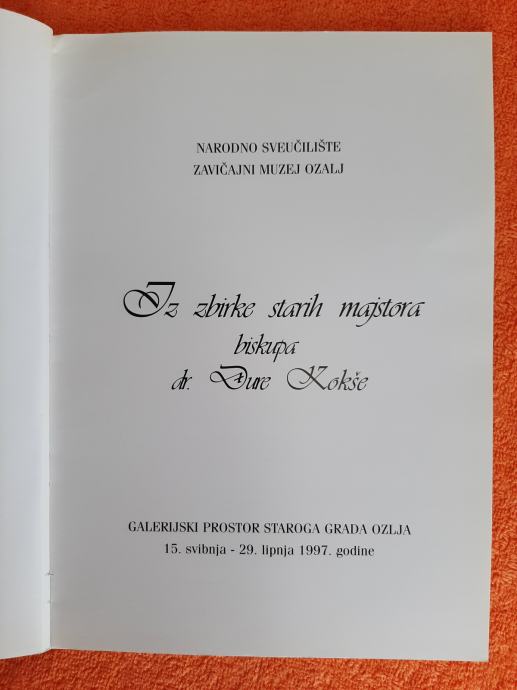 NARODNO SVEUČILIŠTE
ZAVIČAJNI MUZEJ OZALJ
Iz zbirke starih majstora
biskupa
dr. Đure Kokše
GALERIJSKI PROSTOR STAROGA GRADA OZLJA
15. svibnja - 29. lipnja 1997. godine